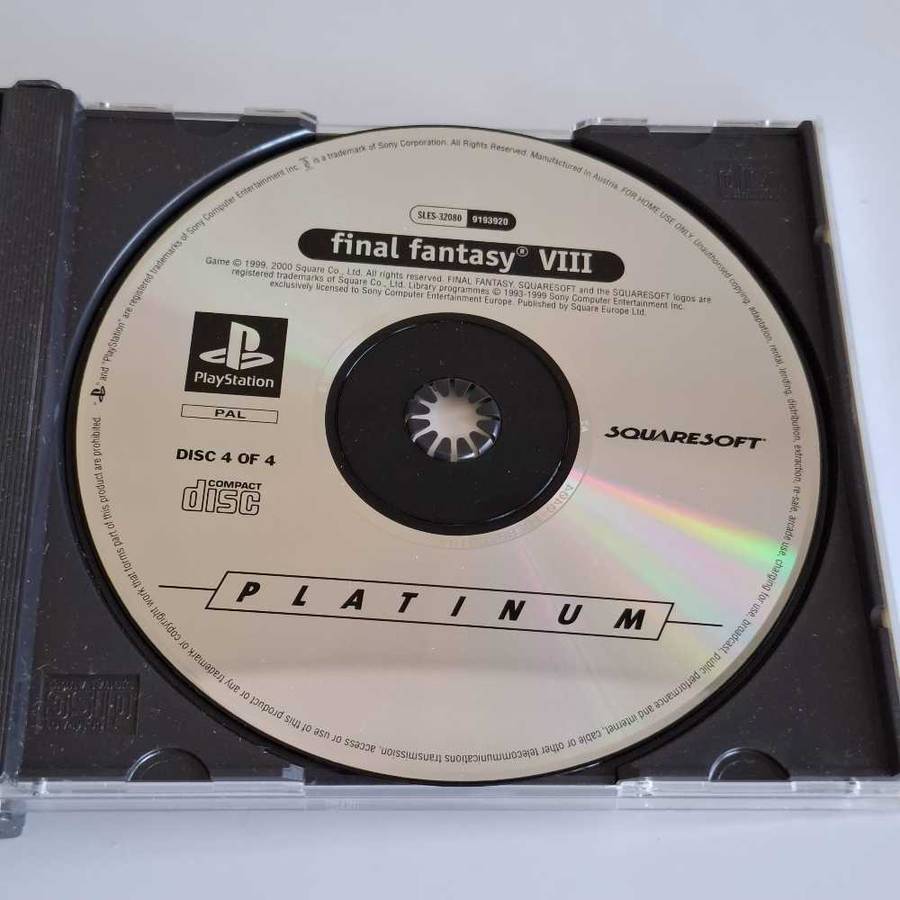 SLES-32080 9193920
final fantasy® VIII
Game © 1999, 2000 Square Co., Ltd. All rights reserved. FINAL FANTASY, SQUARESOFT and the SQUARESOFT logos are
registered trademarks of Square Co., Ltd. Library programmes © 1993-1999 Sony Computer Entertainment Inc.
exclusively licensed to Sony Computer Entertainment Europe. Published by Square Europe Ltd.
PlayStation
PAL
DISC 4 OF 4
COMPACT
disc
SQUARESOFT
PLATINUM
and "PlayStation" are registered trademarks of Sony Computer Entertainment Inc. is a trademark of Sony Corporation. All Rights Reserved. Manufactured in Austria. FOR HOME USE ONLY. Unauthorised copying, adaptation, rental, lending, distribution, extraction, re-sale, arcade use, charging for use, broadcast, public performance and internet, cable or other telecommunications transmission, access or use of this product or any trademark or copyright work that forms part of this product are prohibited.